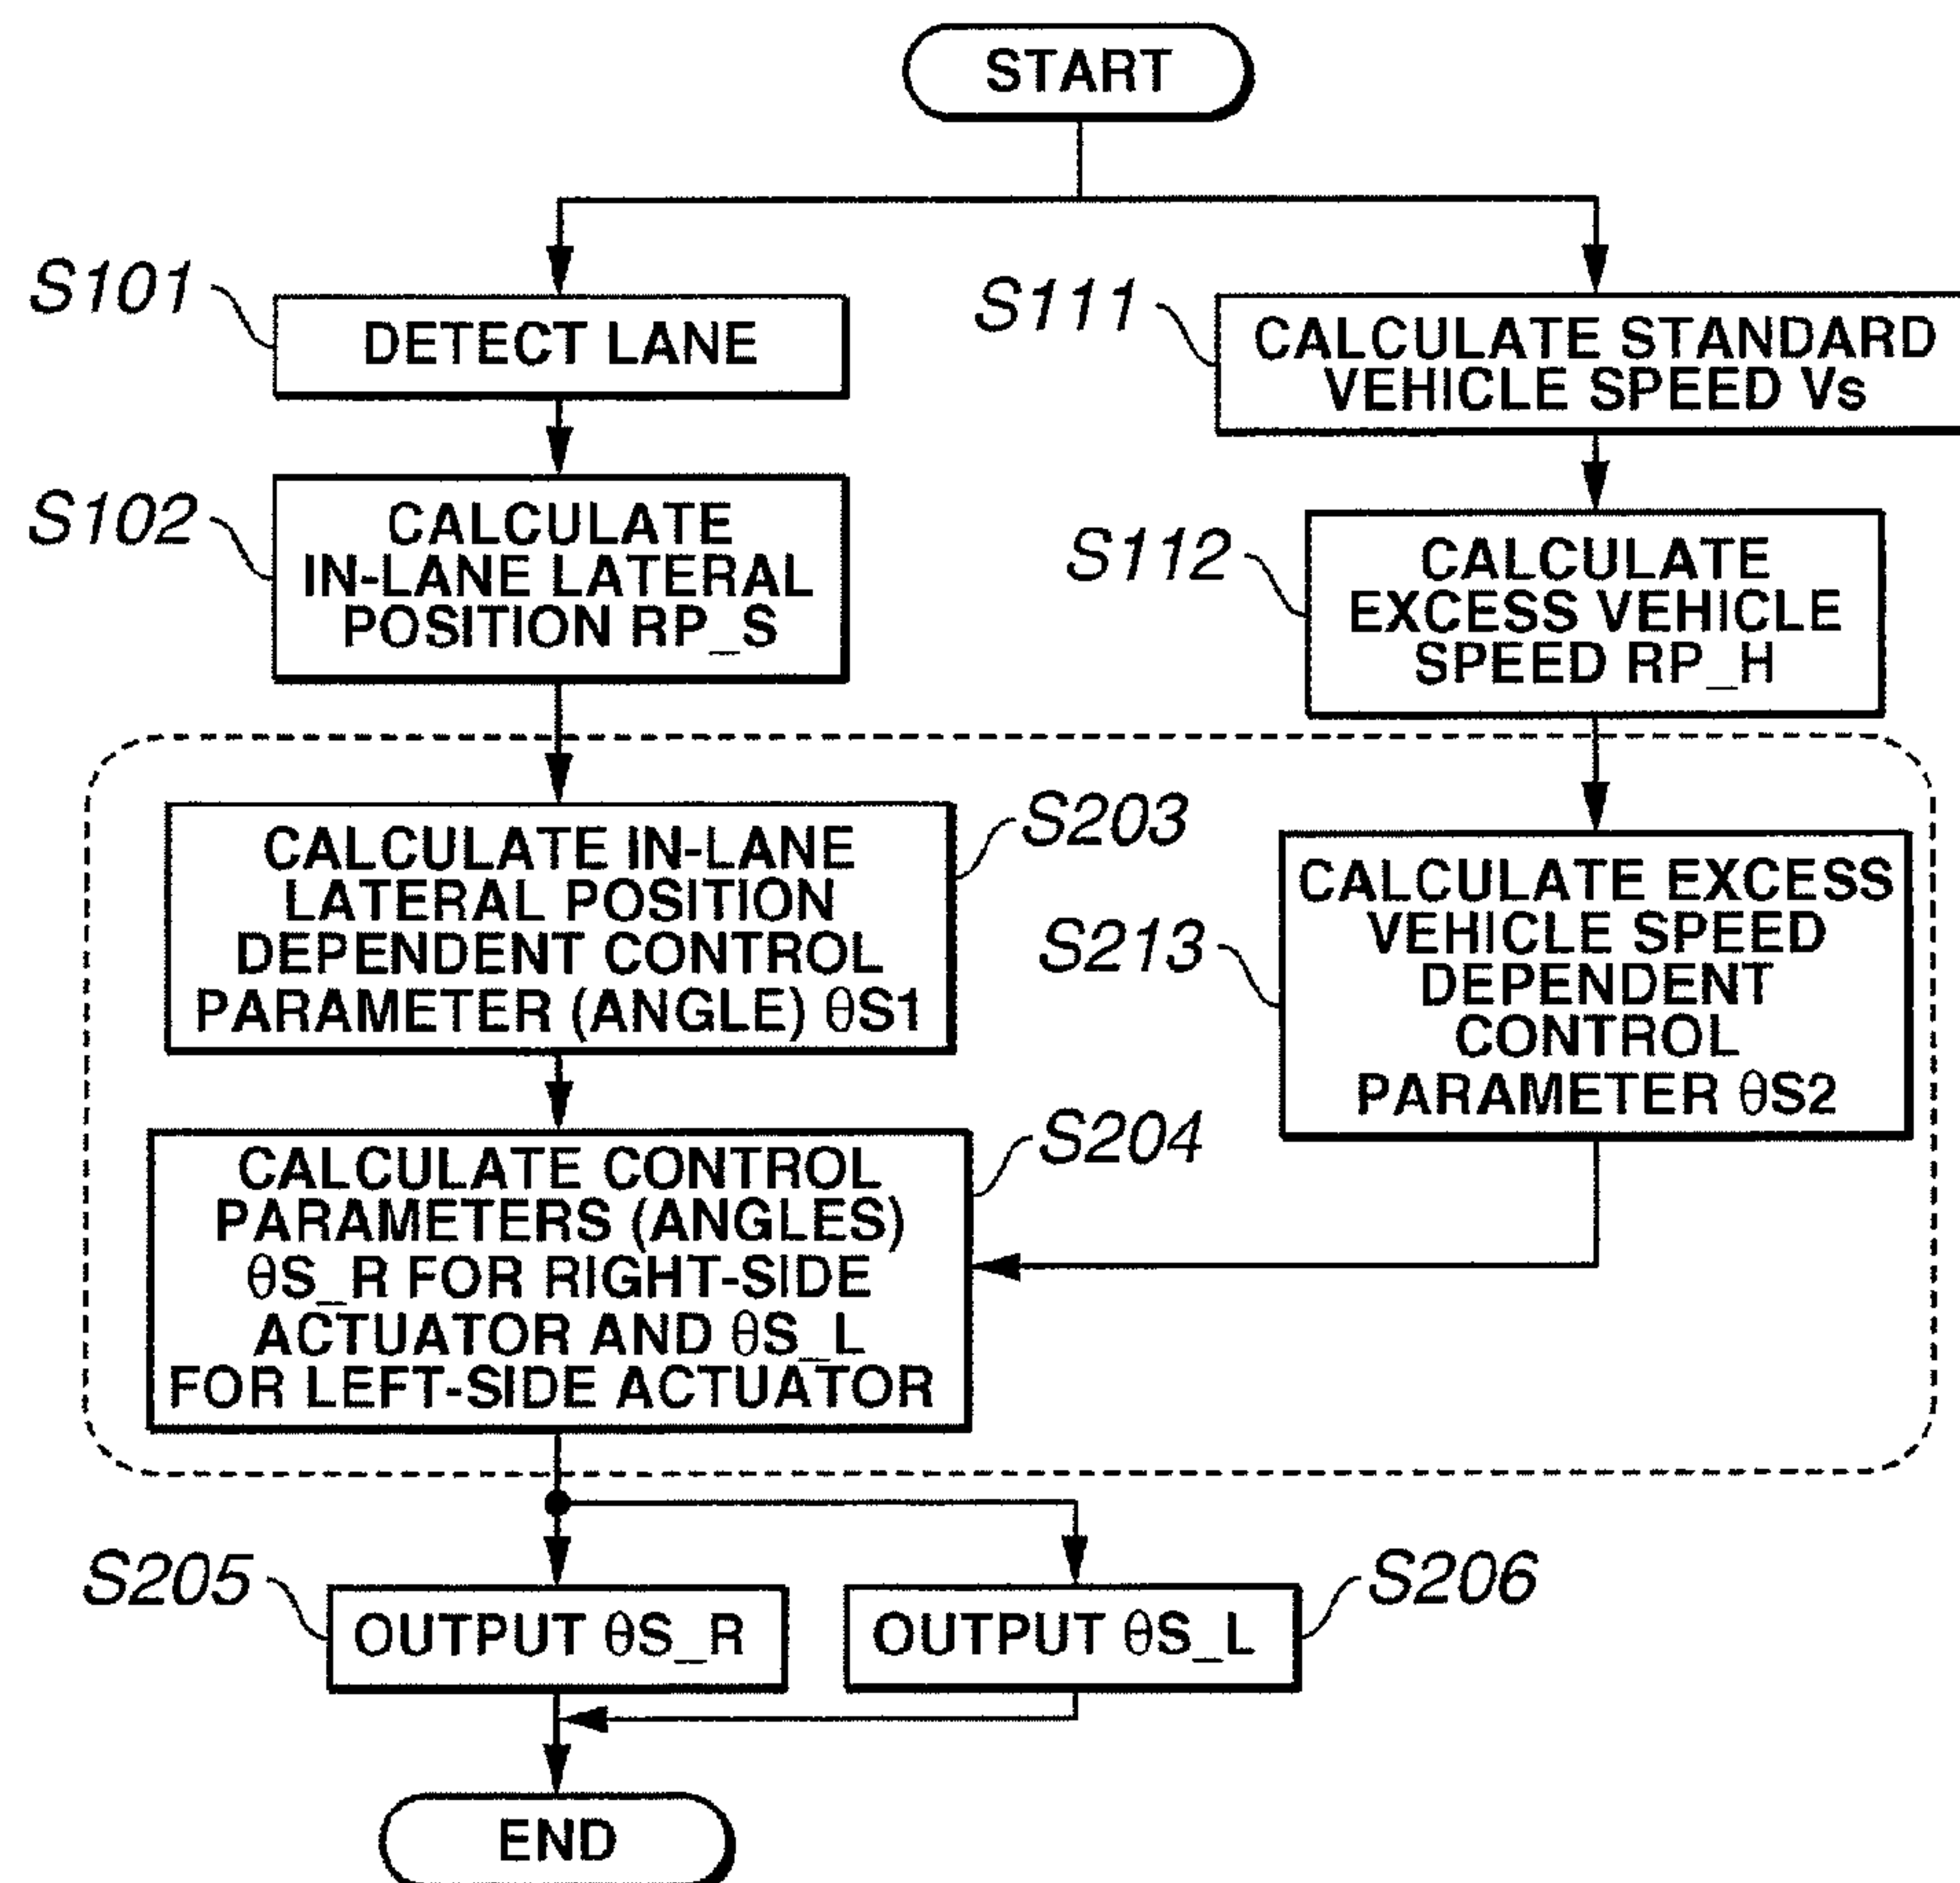 START
S101
DETECT LANE
S111
CALCULATE STANDARD
VEHICLE SPEED Vs
S102
CALCULATE
IN-LANE LATERAL
POSITION RP_S
S112
CALCULATE
EXCESS VEHICLE
SPEED RP_H
S203
CALCULATE IN-LANE
LATERAL POSITION
DEPENDENT CONTROL
PARAMETER (ANGLE) θS1
S213
CALCULATE EXCESS
VEHICLE SPEED
DEPENDENT
CONTROL
PARAMETER θS2
S204
CALCULATE CONTROL
PARAMETERS (ANGLES)
θS_R FOR RIGHT-SIDE
ACTUATOR AND θS_L
FOR LEFT-SIDE ACTUATOR
S205
OUTPUT θS_R
OUTPUT θS_L
S206
END